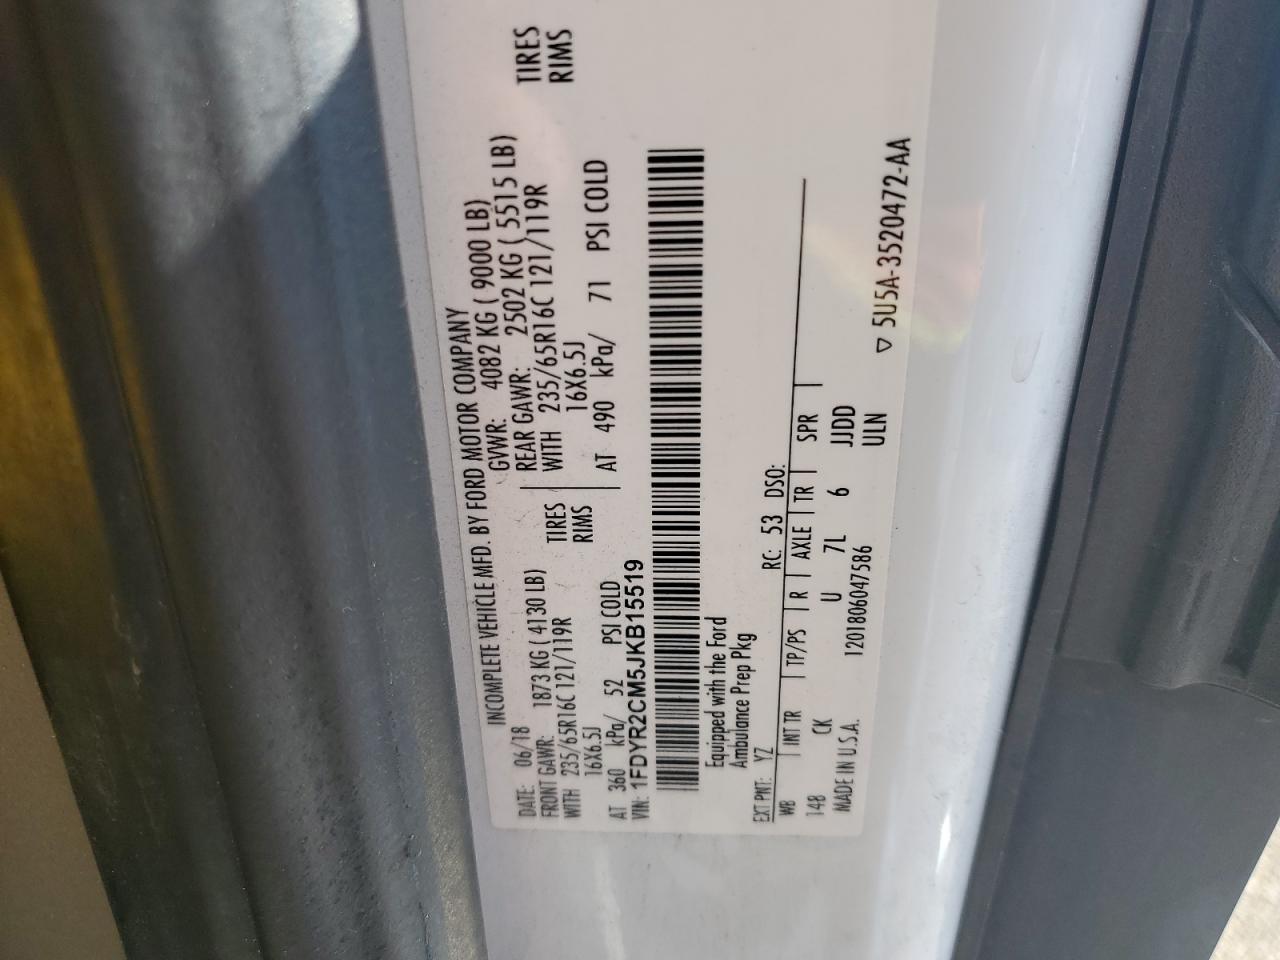 INCOMPLETE VEHICLE MFD. BY FORD MOTOR COMPANY
DATE: 06/18 GVWR: 4082 KG ( 9000 LB)
FRONT GAWR: 1873 KG ( 4130 LB) REAR GAWR: 2502 KG ( 5515 LB)
WITH 235/65R16C 121/119R TIRES WITH 235/65R16C 121/119R TIRES
16X6.5J RIMS 16X6.5J RIMS
AT 360 kPa/ 52 PSI COLD AT 490 kPa/ 71 PSI COLD
VIN: 1FDYR2CM5JKB15519
Equipped with the Ford
Ambulance Prep Pkg
EXT PNT: YZ RC: 53 DSO:
WB INT TR TP/PS R AXLE TR SPR
148 CK U 7L 6 JJDD
MADE IN U.S.A. 1201806047586 ULN
▽ 5U5A-3520472-AA